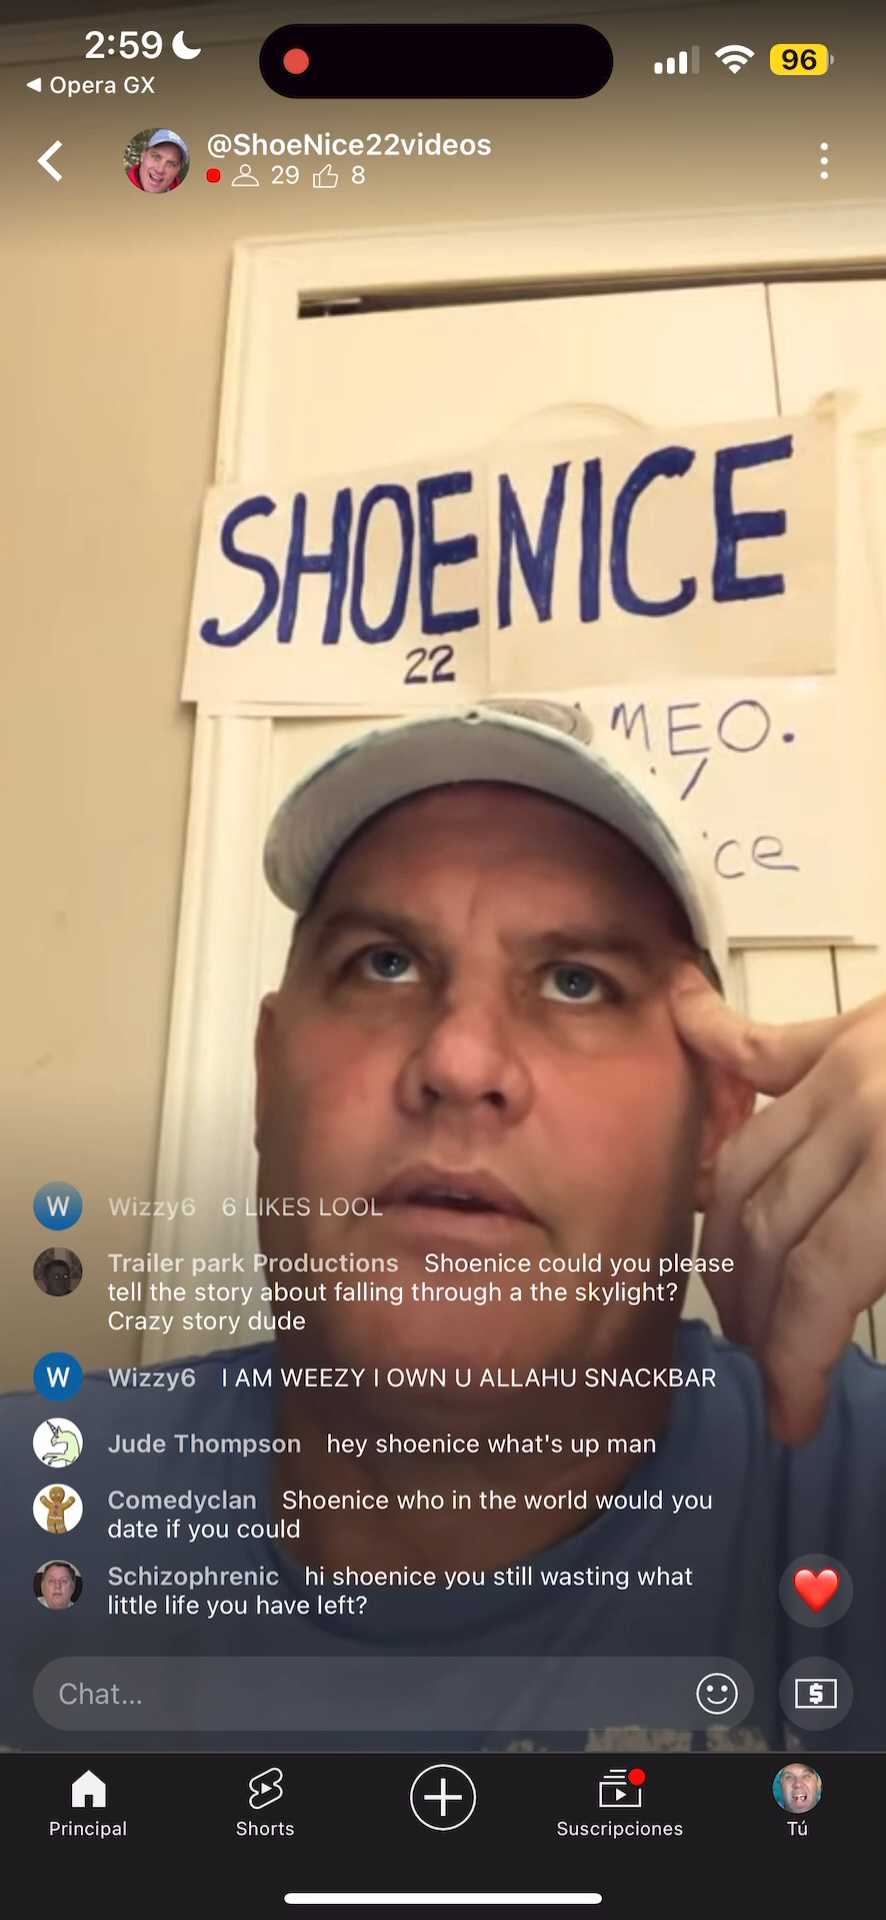 2:59
96
◀ Opera GX
@ShoeNice22videos
29 8
SHOENICE
22
MEO.
/
ce
W Wizzy6 6 LIKES LOOL
Trailer park Productions Shoenice could you please
tell the story about falling through a the skylight?
Crazy story dude
W Wizzy6 I AM WEEZY I OWN U ALLAHU SNACKBAR
Jude Thompson hey shoenice what's up man
Comedyclan Shoenice who in the world would you
date if you could
Schizophrenic hi shoenice you still wasting what
little life you have left?
Chat...
$
Principal Shorts Suscripciones Tú